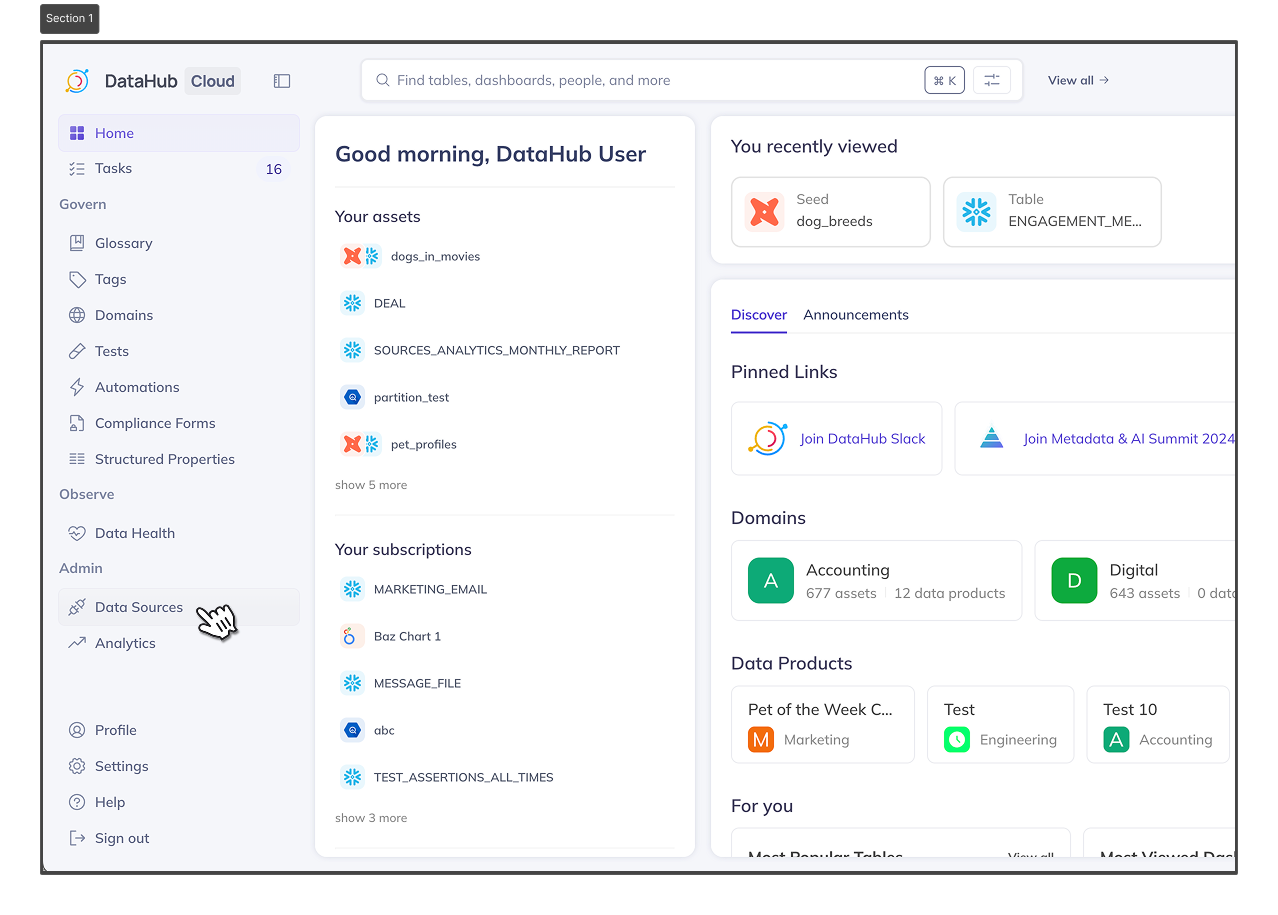 Section 1
DataHub Cloud
Find tables, dashboards, people, and more
⌘ K
View all →
Home
Tasks 16
Govern
Glossary
Tags
Domains
Tests
Automations
Compliance Forms
Structured Properties
Observe
Data Health
Admin
Data Sources
Analytics
Profile
Settings
Help
Sign out
Good morning, DataHub User
Your assets
dogs_in_movies
DEAL
SOURCES_ANALYTICS_MONTHLY_REPORT
partition_test
pet_profiles
show 5 more
Your subscriptions
MARKETING_EMAIL
Baz Chart 1
MESSAGE_FILE
abc
TEST_ASSERTIONS_ALL_TIMES
show 3 more
You recently viewed
Seed
dog_breeds
Table
ENGAGEMENT_ME...
Discover Announcements
Pinned Links
Join DataHub Slack
Join Metadata & AI Summit 2024
Domains
A
Accounting
677 assets 12 data products
D
Digital
643 assets 0 data
Data Products
Pet of the Week C...
M Marketing
Test
Engineering
Test 10
A Accounting
For you
Most Popular Tables View all
Most Viewed Das